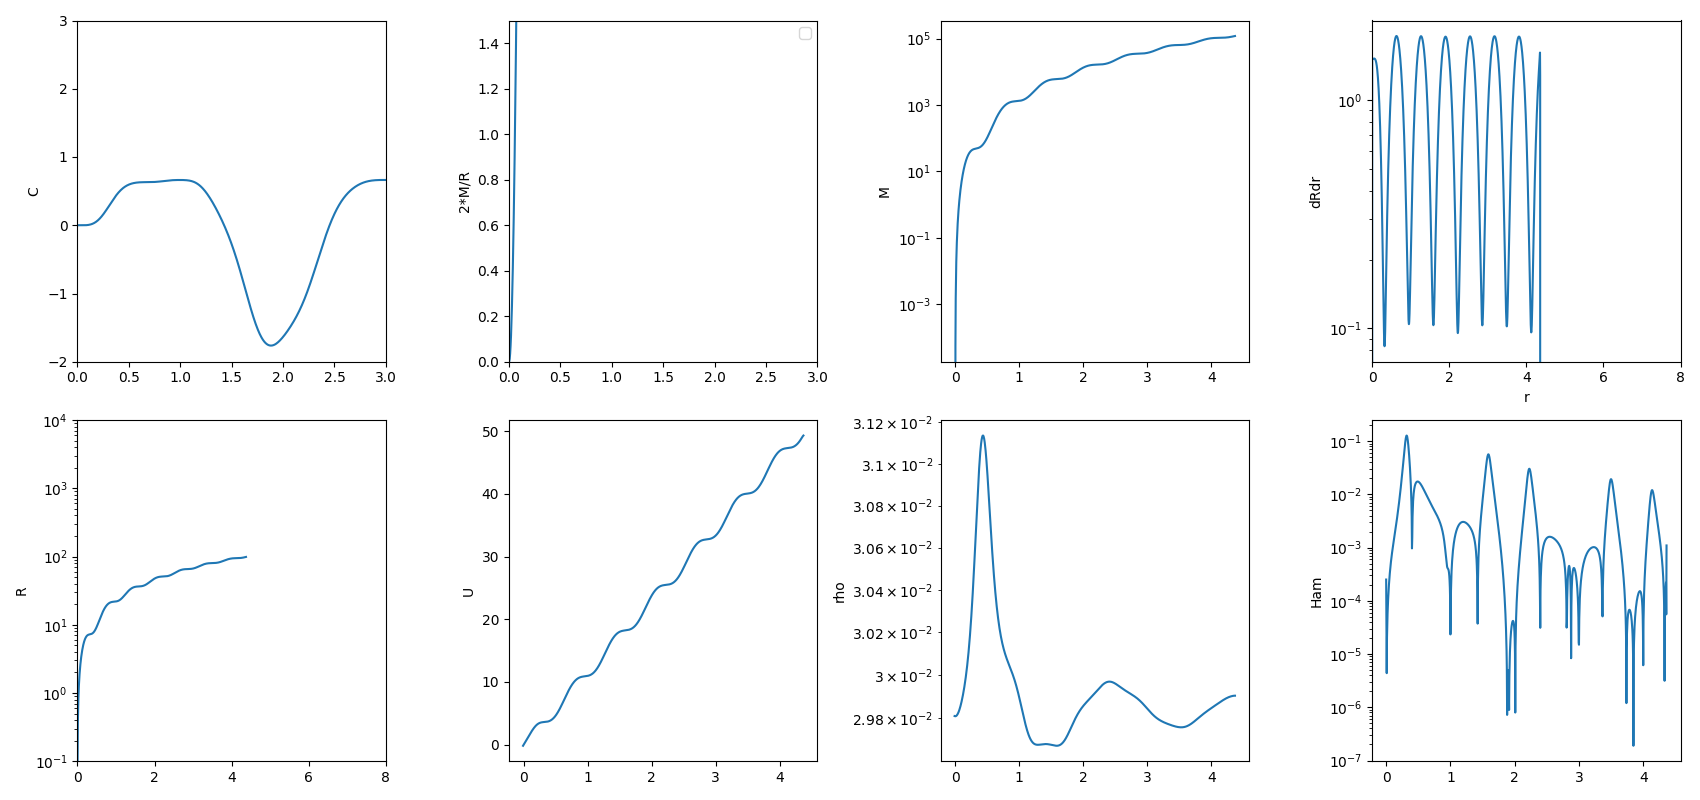 C
3
2
1
0
−1
−2
0.0 0.5 1.0 1.5 2.0 2.5 3.0
2*M/R
1.4
1.2
1.0
0.8
0.6
0.4
0.2
0.0
0.0 0.5 1.0 1.5 2.0 2.5 3.0
M
10^5
10^3
10^1
10^−1
10^−3
0 1 2 3 4
dRdr
10^0
10^−1
0 2 4 6 8
r
R
10^4
10^3
10^2
10^1
10^0
10^−1
0 2 4 6 8
U
50
40
30
20
10
0
0 1 2 3 4
rho
3.12 × 10^−2
3.1 × 10^−2
3.08 × 10^−2
3.06 × 10^−2
3.04 × 10^−2
3.02 × 10^−2
3 × 10^−2
2.98 × 10^−2
0 1 2 3 4
Ham
10^−1
10^−2
10^−3
10^−4
10^−5
10^−6
10^−7
0 1 2 3 4